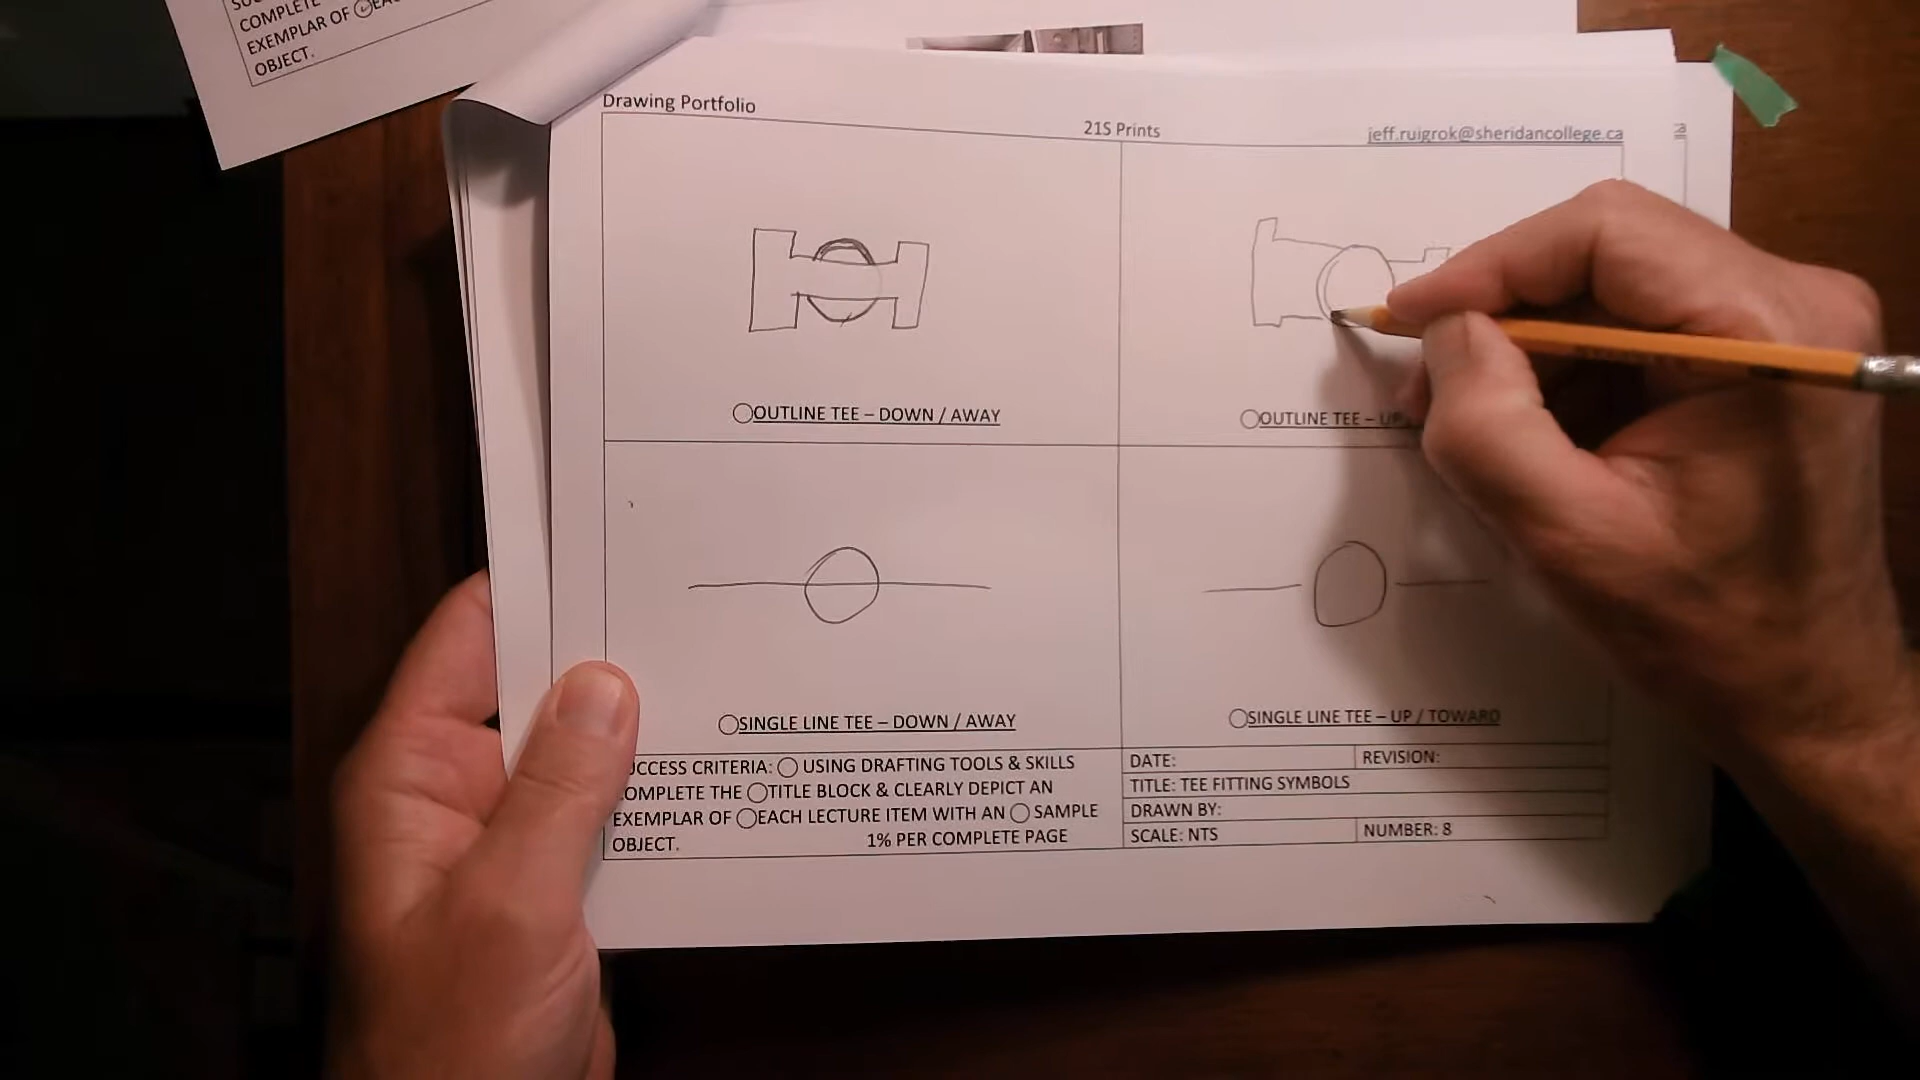 COMPLETE
EXEMPLAR OF
OBJECT.
Drawing Portfolio
21S Prints
jeff.ruigrok@sheridancollege.ca
OUTLINE TEE – DOWN / AWAY
OUTLINE TEE – UP
SINGLE LINE TEE – DOWN / AWAY
SINGLE LINE TEE – UP / TOWARD
UCCESS CRITERIA: USING DRAFTING TOOLS & SKILLS
OMPLETE THE TITLE BLOCK & CLEARLY DEPICT AN
EXEMPLAR OF EACH LECTURE ITEM WITH AN SAMPLE
OBJECT. 1% PER COMPLETE PAGE
DATE: REVISION:
TITLE: TEE FITTING SYMBOLS
DRAWN BY:
SCALE: NTS NUMBER: 8